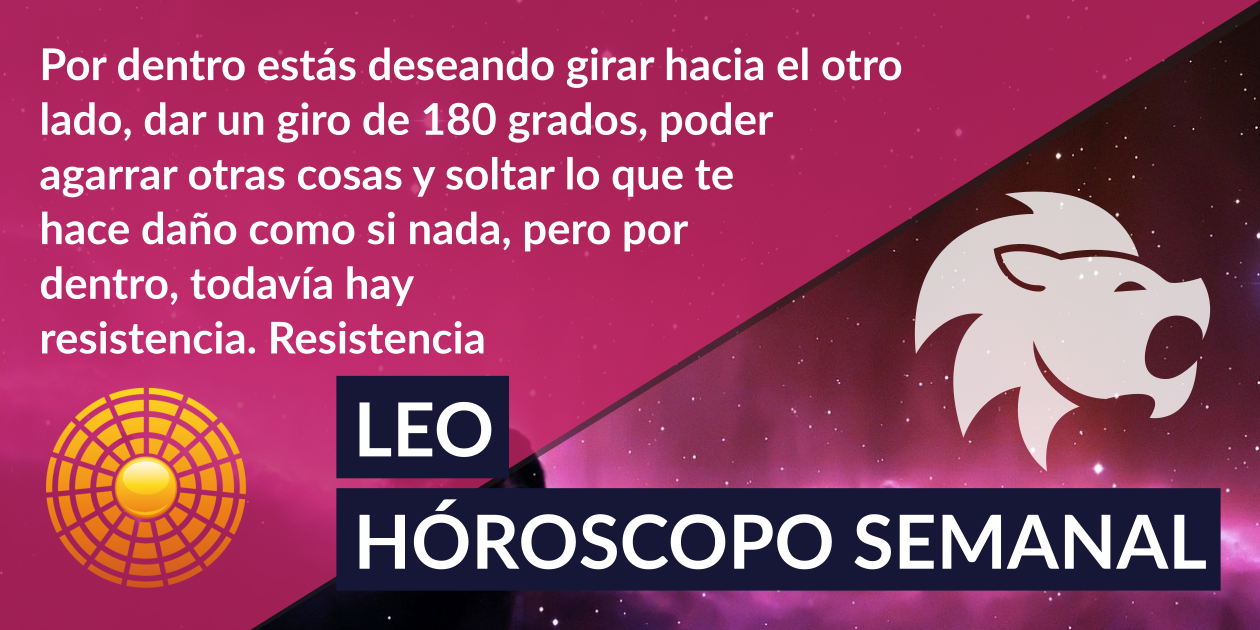 Por dentro estás deseando girar hacia el otro
lado, dar un giro de 180 grados, poder
agarrar otras cosas y soltar lo que te
hace daño como si nada, pero por
dentro, todavía hay
resistencia. Resistencia
LEO
HÓROSCOPO SEMANAL